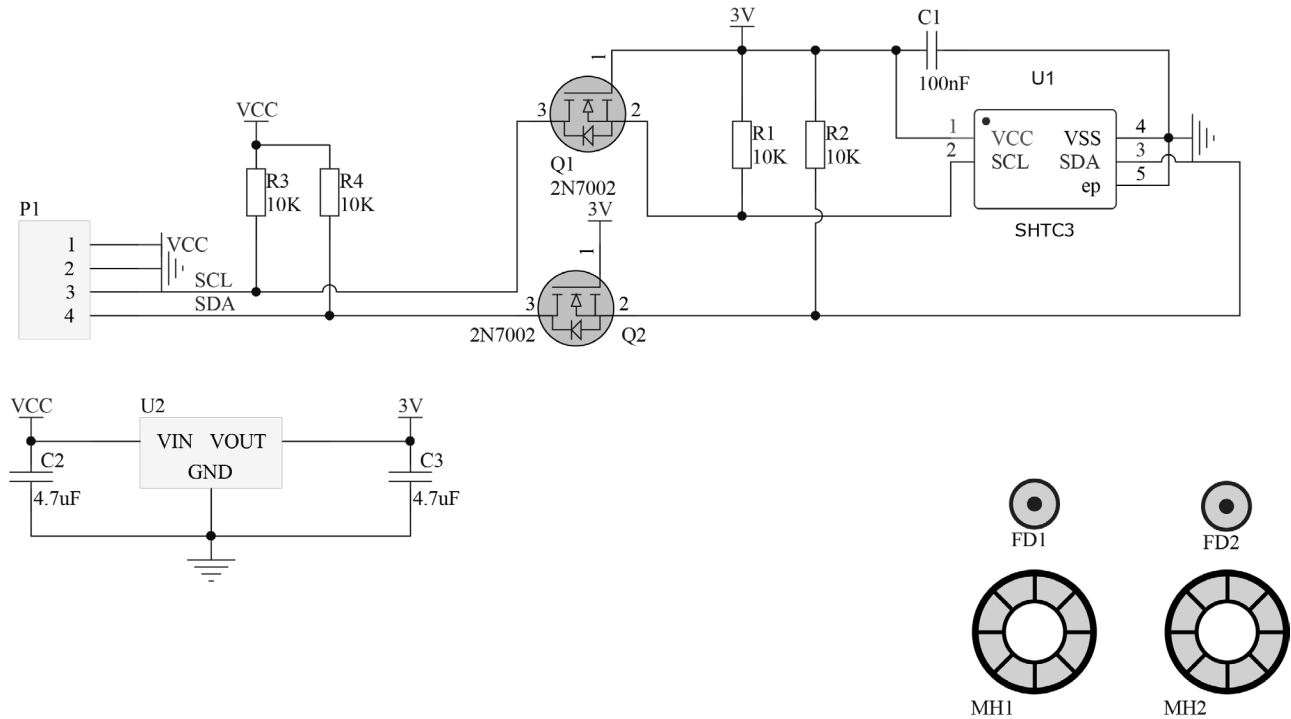 3V
C1
100nF
U1
1
VCC
VSS
4
2
SCL
SDA
3
ep
5
SHTC3
1
3
2
Q1
2N7002
R1
10K
R2
10K
VCC
R3
10K
R4
10K
3V
1
P1
1
VCC
2
3
SCL
4
SDA
3
2
2N7002
Q2
VCC
U2
3V
VIN VOUT
GND
C2
4.7uF
C3
4.7uF
FD1
FD2
MH1
MH2